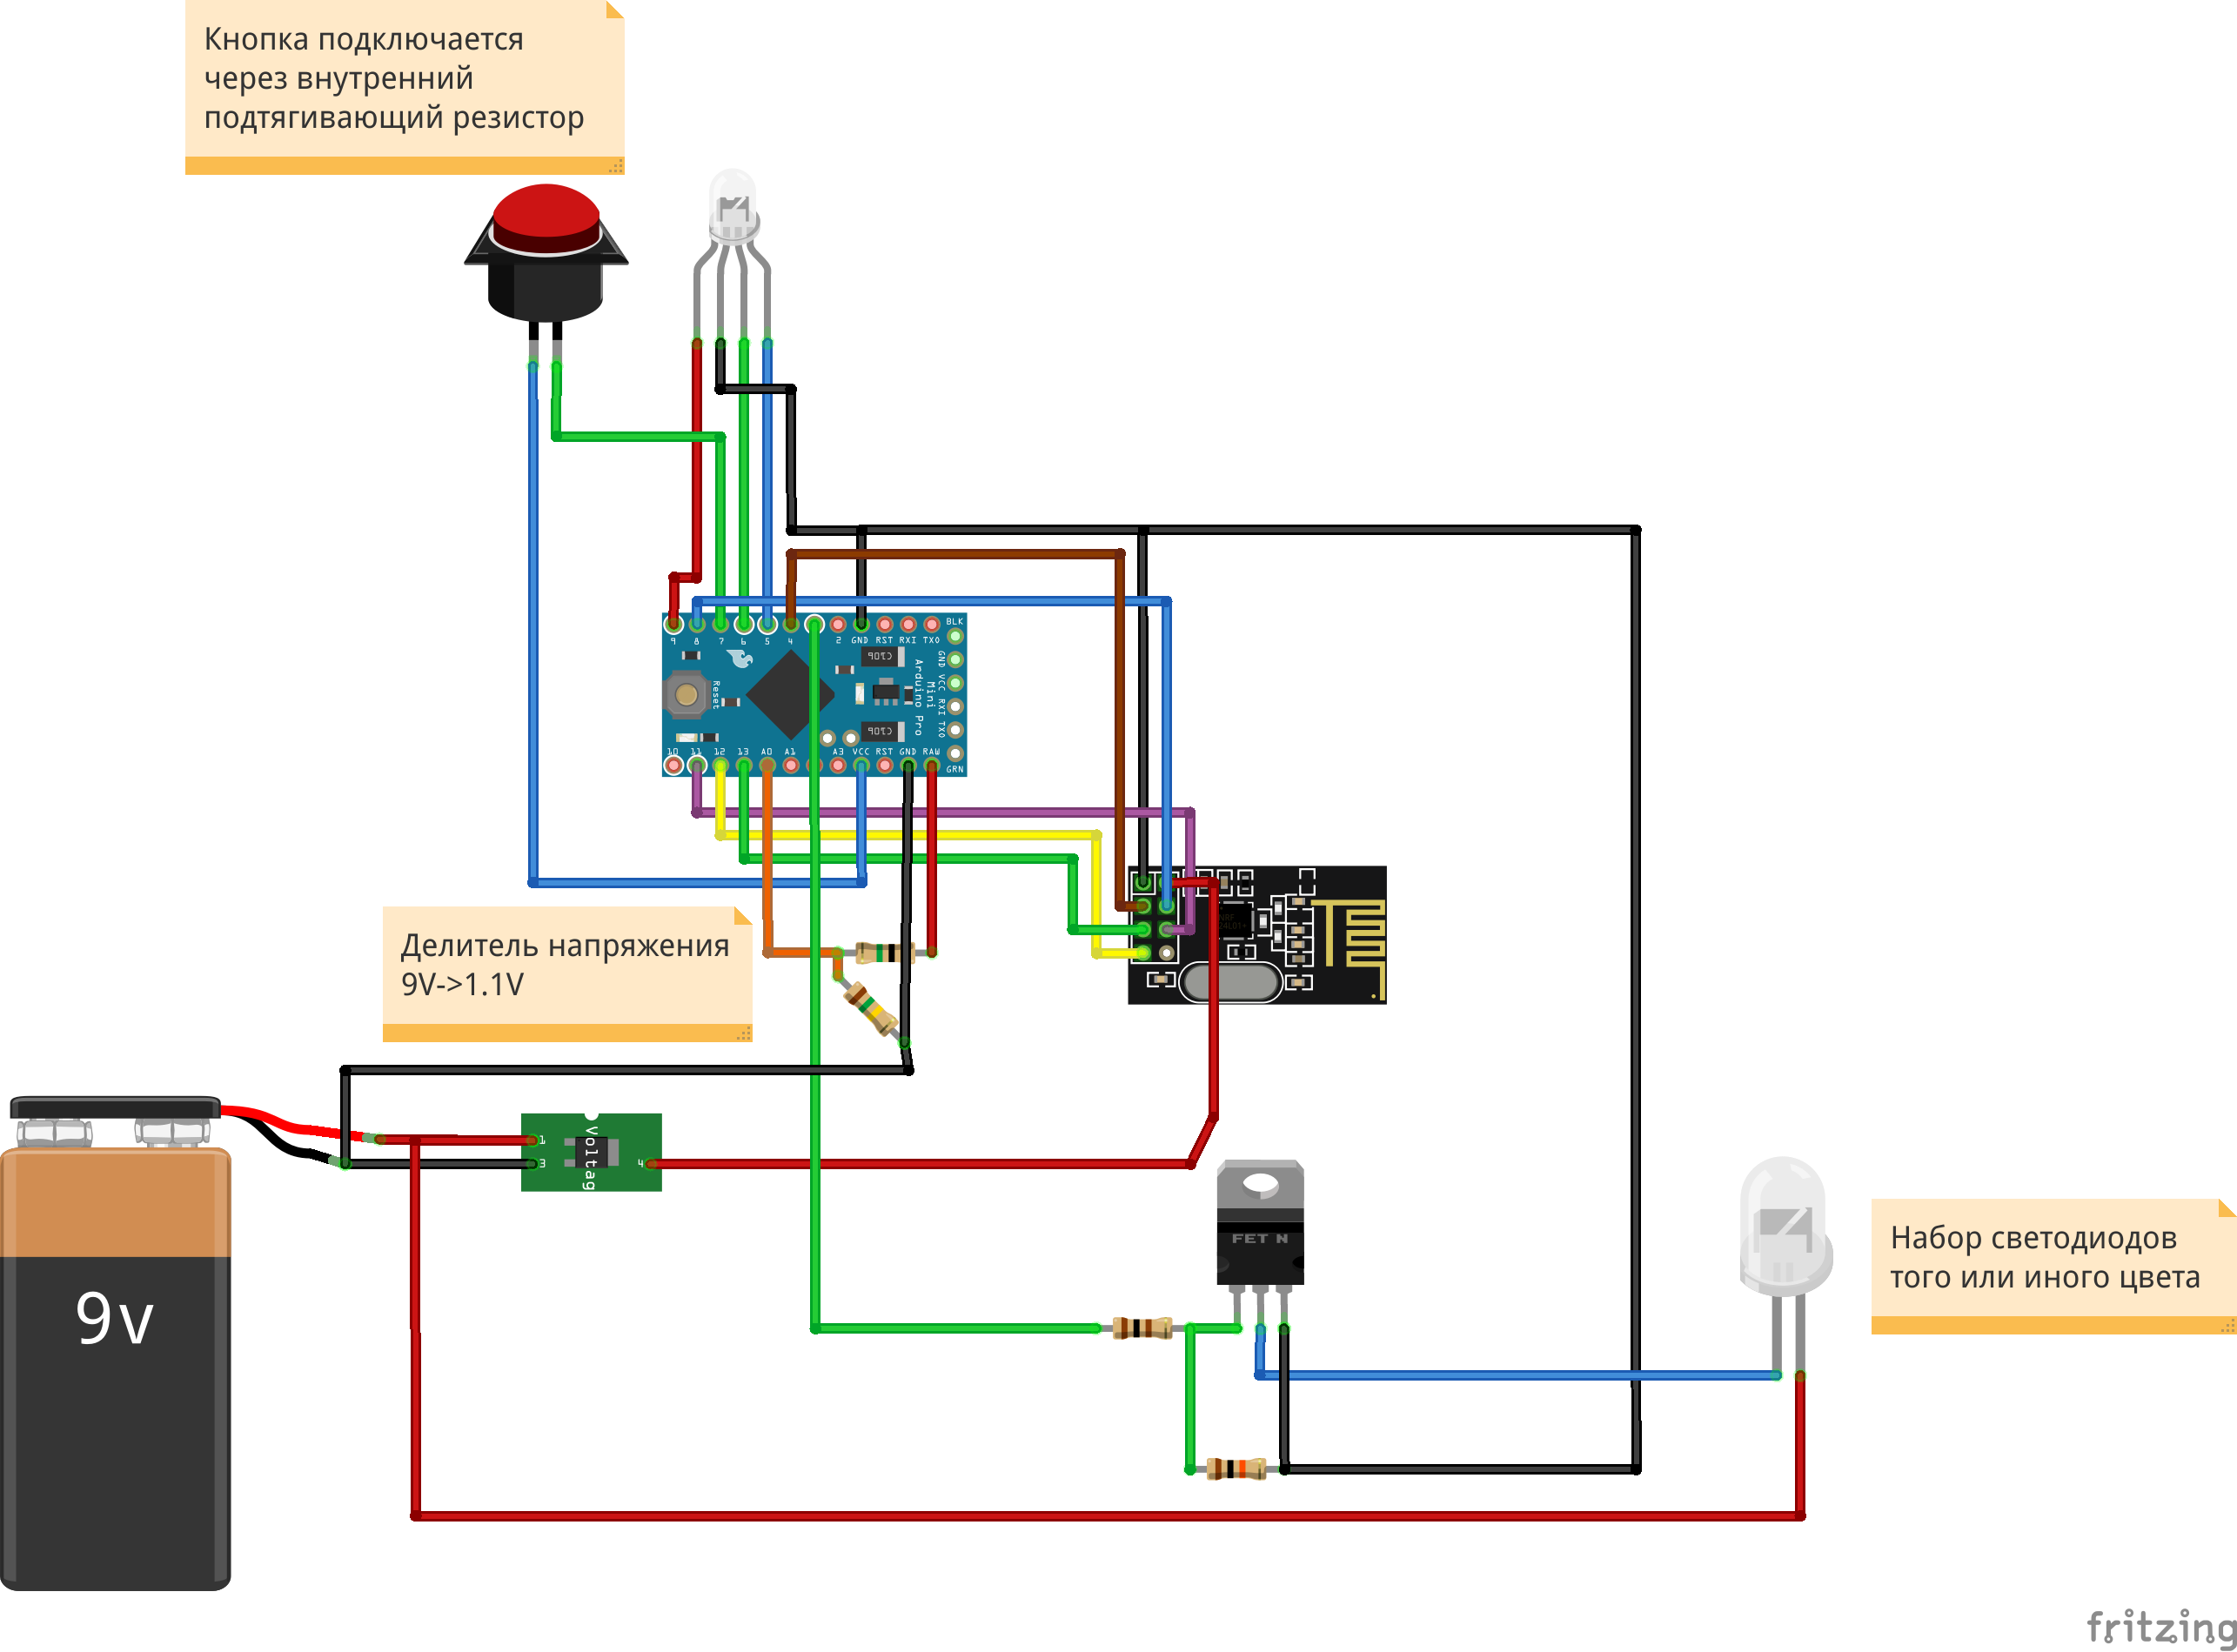 Кнопка подключается
через внутренний
подтягивающий резистор
9 8 7 6 5 4 2 GND RST RXI TXO
BLK
GND VCC RXI TXO
GRN
Reset
C10P
Arduino Pro
Mini
C10P
10 11 12 13 A0 A1 A3 VCC RST GND RAW
Делитель напряжения
9V->1.1V
1
3
Voltag
4
FET N
9v
Набор светодиодов
того или иного цвета
fritzing